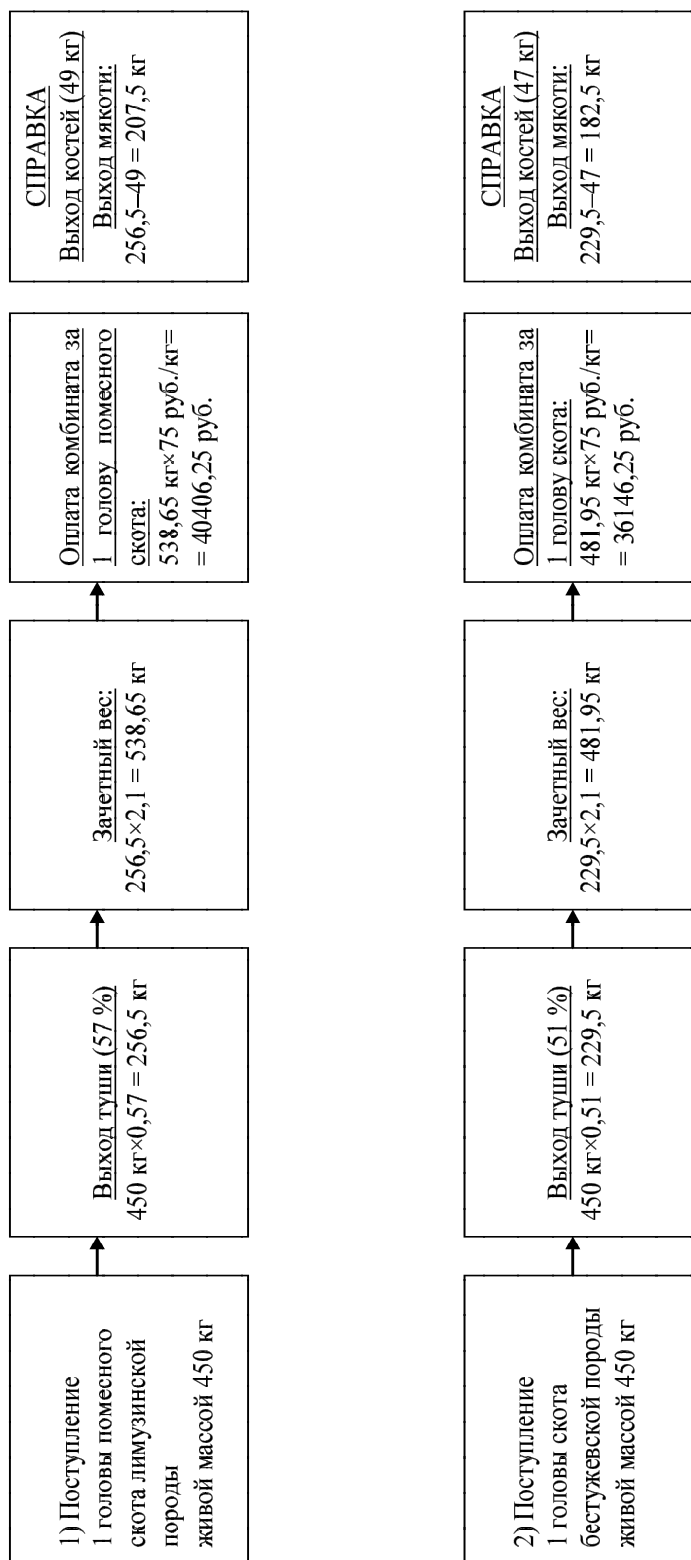 1) Поступление
1 головы помесного
скота лимузинской
породы
живой массой 450 кг
Выход туши (57 %)
450 кг×0,57 = 256,5 кг
Зачетный вес:
256,5×2,1 = 538,65 кг
Оплата комбината за
1 голову помесного
скота:
538,65 кг×75 руб./кг=
= 40406,25 руб.
СПРАВКА
Выход костей (49 кг)
Выход мякоти:
256,5–49 = 207,5 кг
2) Поступление
1 головы скота
бестужевской породы
живой массой 450 кг
Выход туши (51 %)
450 кг×0,51 = 229,5 кг
Зачетный вес:
229,5×2,1 = 481,95 кг
Оплата комбината за
1 голову скота:
481,95 кг×75 руб./кг=
= 36146,25 руб.
СПРАВКА
Выход костей (47 кг)
Выход мякоти:
229,5–47 = 182,5 кг